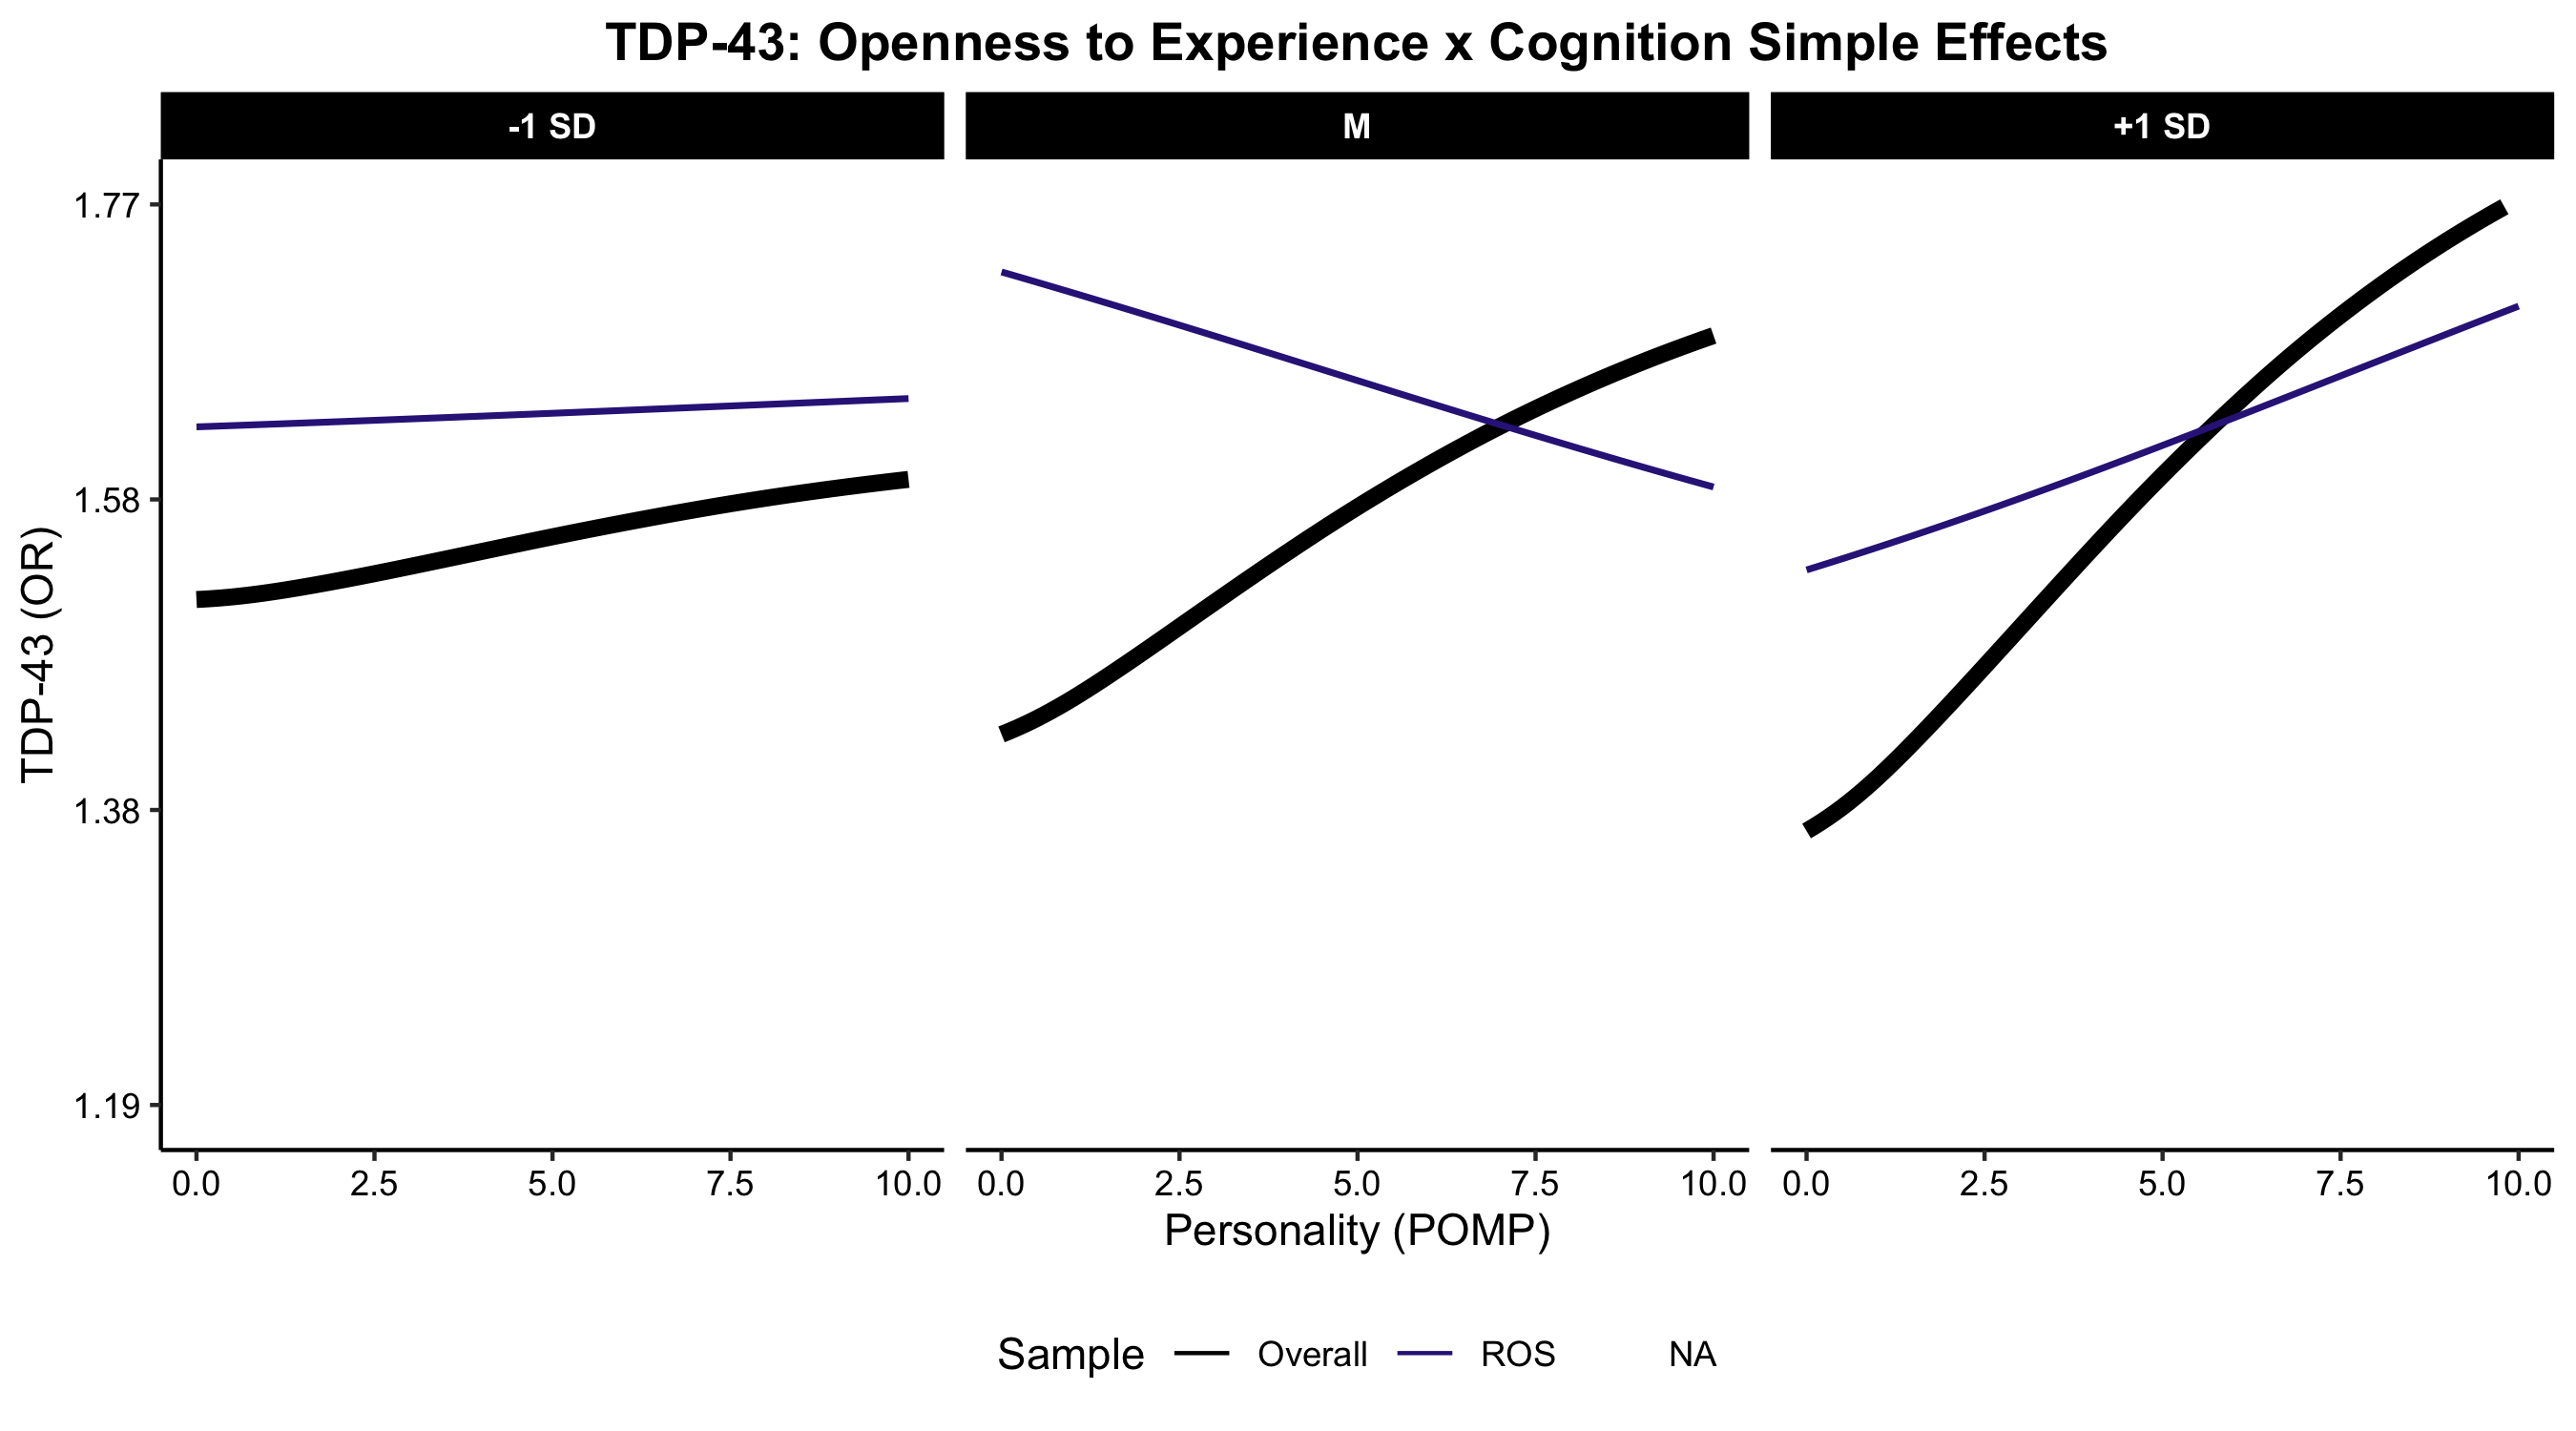 TDP-43: Openness to Experience x Cognition Simple Effects
-1 SD M +1 SD
1.77
1.58
1.38
1.19
TDP-43 (OR)
0.0 2.5 5.0 7.5 10.0 0.0 2.5 5.0 7.5 10.0 0.0 2.5 5.0 7.5 10.0
Personality (POMP)
Sample Overall ROS NA